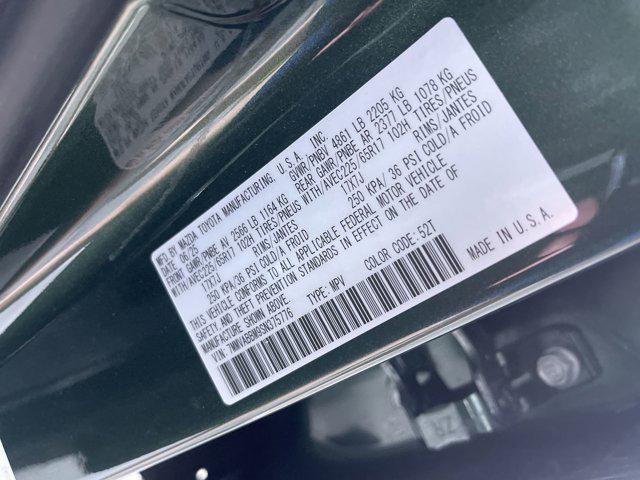 MFD. BY MAZDA TOYOTA MANUFACTURING, U.S.A., INC.
06/25 GVWR/PNBV 4861 LB 2205 KG
FRONT GAWR/PNBE AV 2566 LB 1164 KG REAR GAWR/PNBE AR 2377 LB 1078 KG
WITH/AVEC225/65R17 102H TIRES/PNEUS WITH/AVEC225/65R17 102H TIRES/PNEUS
17X7J RIMS/JANTES 17X7J RIMS/JANTES
250 KPA/36 PSI COLD/A FROID 250 KPA/ 36 PSI COLD/A FROID
THIS VEHICLE CONFORMS TO ALL APPLICABLE FEDERAL MOTOR VEHICLE
SAFETY AND THEFT PREVENTION STANDARDS IN EFFECT ON THE DATE OF
MANUFACTURE SHOWN ABOVE.
VIN: TYPE: MPV COLOR CODE: 52T
MADE IN U.S.A.